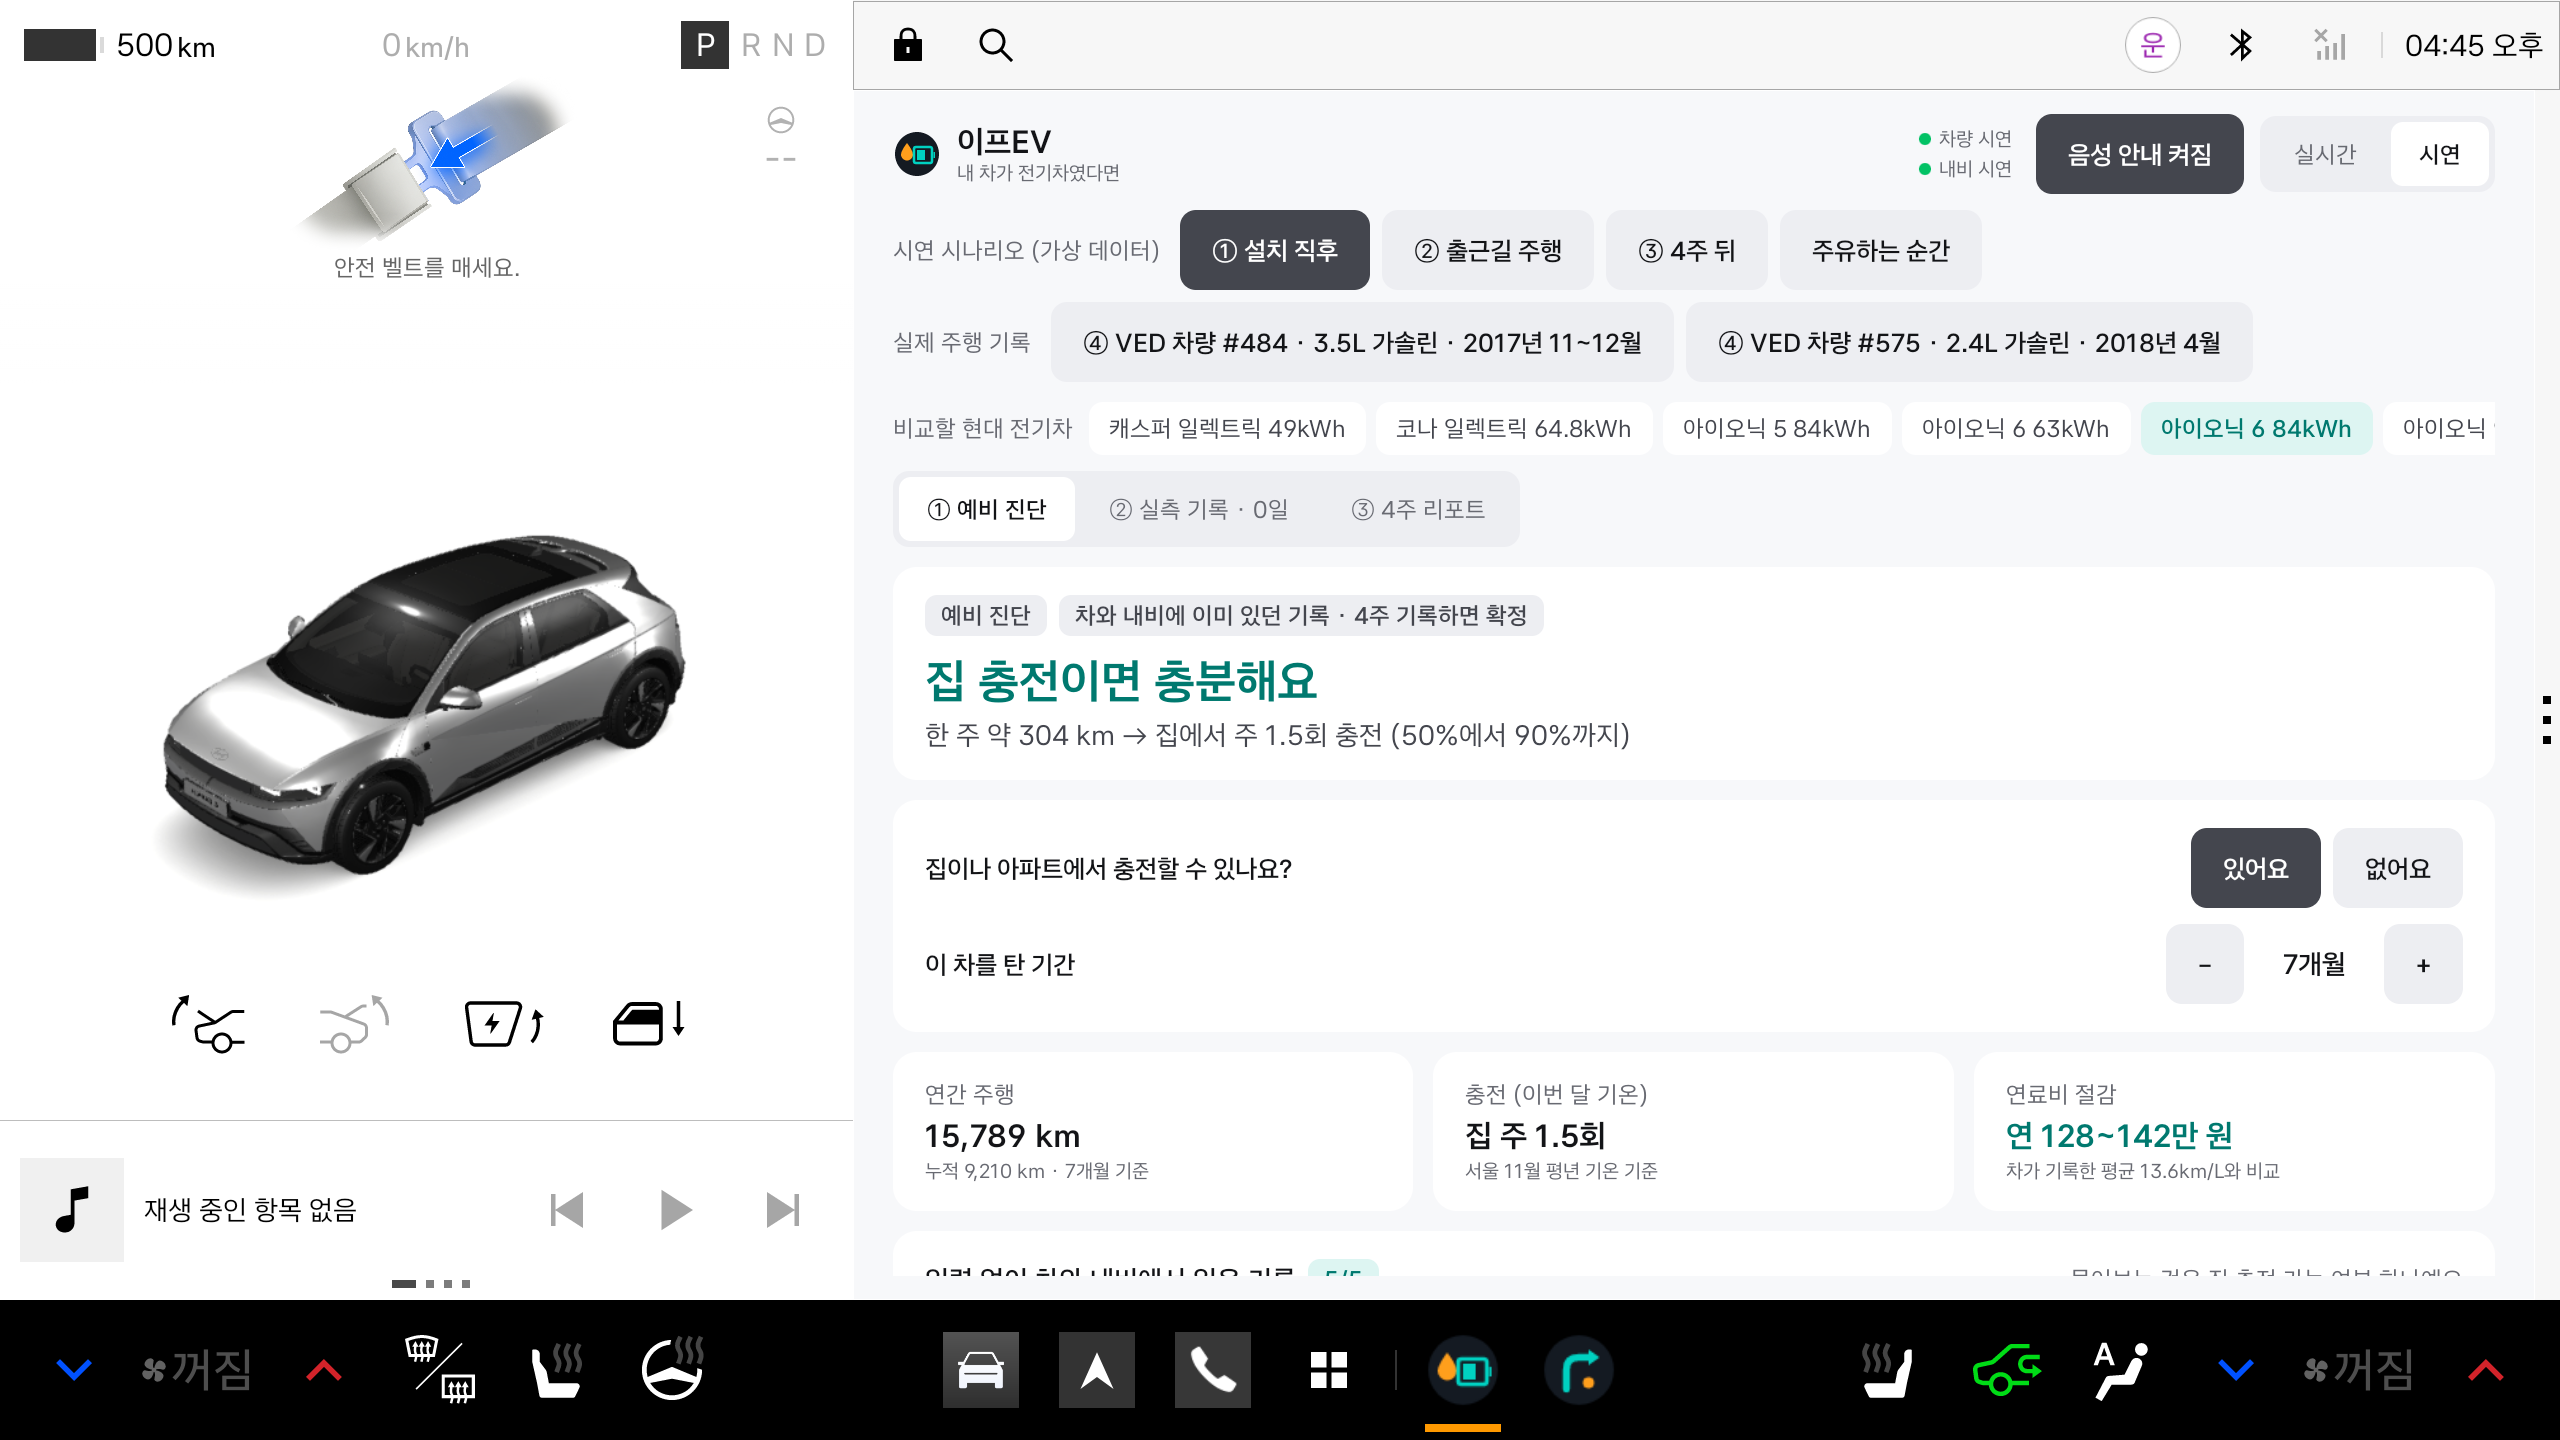 500 km
0 km/h
P R N D
안전 벨트를 매세요.
재생 중인 항목 없음
운
04:45 오후
이프EV
내 차가 전기차였다면
차량 시연
내비 시연
음성 안내 켜짐
실시간
시연
시연 시나리오 (가상 데이터)
① 설치 직후
② 출근길 주행
③ 4주 뒤
주유하는 순간
실제 주행 기록
④ VED 차량 #484 · 3.5L 가솔린 · 2017년 11~12월
④ VED 차량 #575 · 2.4L 가솔린 · 2018년 4월
비교할 현대 전기차
캐스퍼 일렉트릭 49kWh
코나 일렉트릭 64.8kWh
아이오닉 5 84kWh
아이오닉 6 63kWh
아이오닉 6 84kWh
아이오닉
① 예비 진단
② 실측 기록 · 0일
③ 4주 리포트
예비 진단
차와 내비에 이미 있던 기록 · 4주 기록하면 확정
집 충전이면 충분해요
한 주 약 304 km → 집에서 주 1.5회 충전 (50%에서 90%까지)
집이나 아파트에서 충전할 수 있나요?
있어요
없어요
이 차를 탄 기간
−
7개월
+
연간 주행
15,789 km
누적 9,210 km · 7개월 기준
충전 (이번 달 기온)
집 주 1.5회
서울 11월 평년 기온 기준
연료비 절감
연 128~142만 원
차가 기록한 평균 13.6km/L와 비교
꺼짐
A
꺼짐